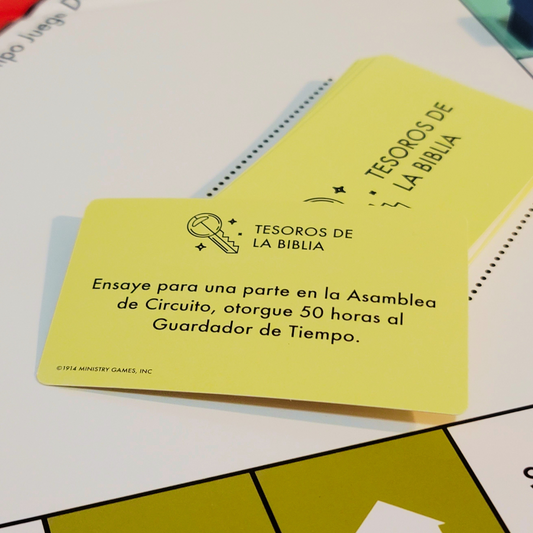 po Juego D
TESOROS DE
LA BIBLIA
TESOROS DE
LA BIBLIA
Ensaye para una parte en la Asamblea
de Circuito, otorgue 50 horas al
Guardador de Tiempo.
©1914 MINISTRY GAMES, INC